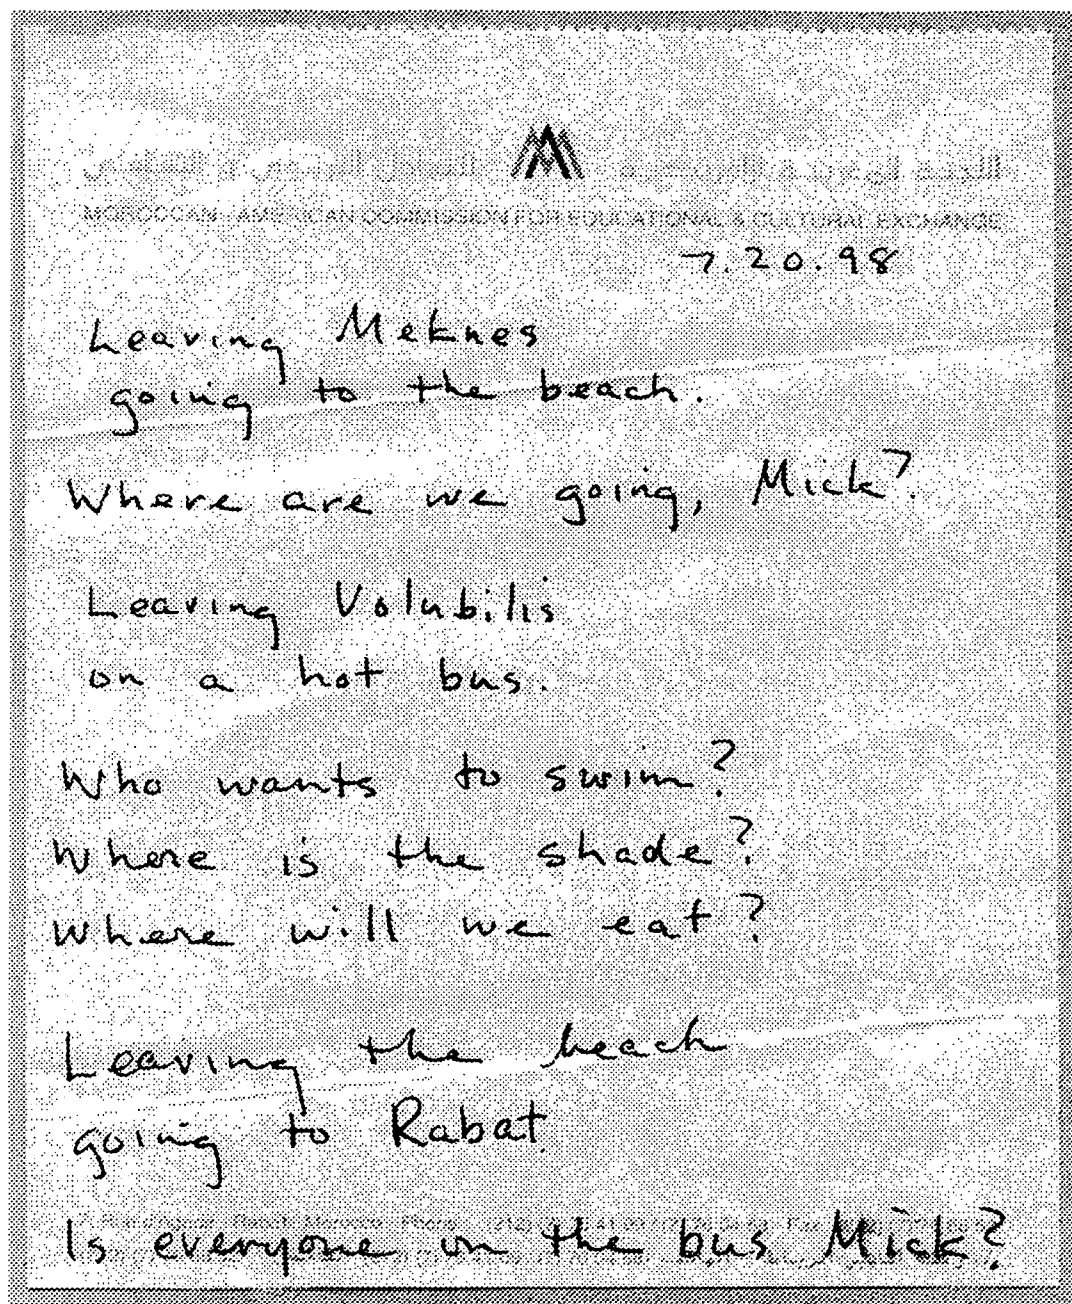 MOROCCAN-AMERICAN COMMISSION FOR EDUCATIONAL & CULTURAL EXCHANGE
7.20.98
Leaving Meknes
going to the beach.
Where are we going, Mick?
Leaving Volubilis
on a hot bus.
Who wants to swim?
Where is the shade?
Where will we eat?
Leaving the beach
going to Rabat.
Is everyone on the bus Mick?